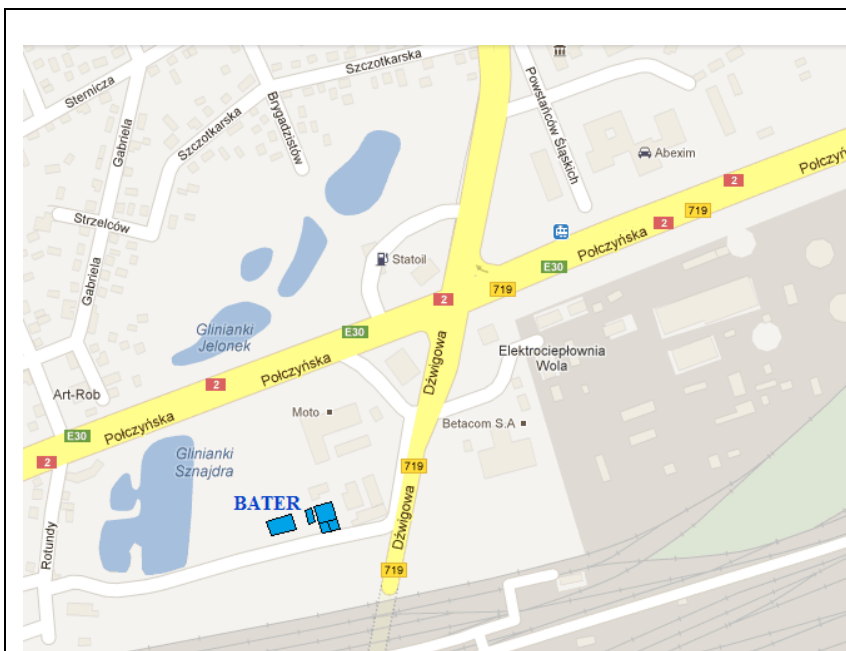 Szczotkarska
Sternicza
Brygadzistów
Powstańców Śląskich
Gabriela
Szczotkarska
Abexim
2
Połczyń
719
2
Strzelców
Połczyńska
Statoil
E30
Gabriela
719
2
Glinianki
Jelonek
E30
Elektrociepłownia
Wola
Połczyńska
Dźwigowa
2
Art-Rob
Moto
Połczyńska
Betacom S.A
E30
Glinianki
Sznajdra
2
719
BATER
Dźwigowa
Rotundy
719